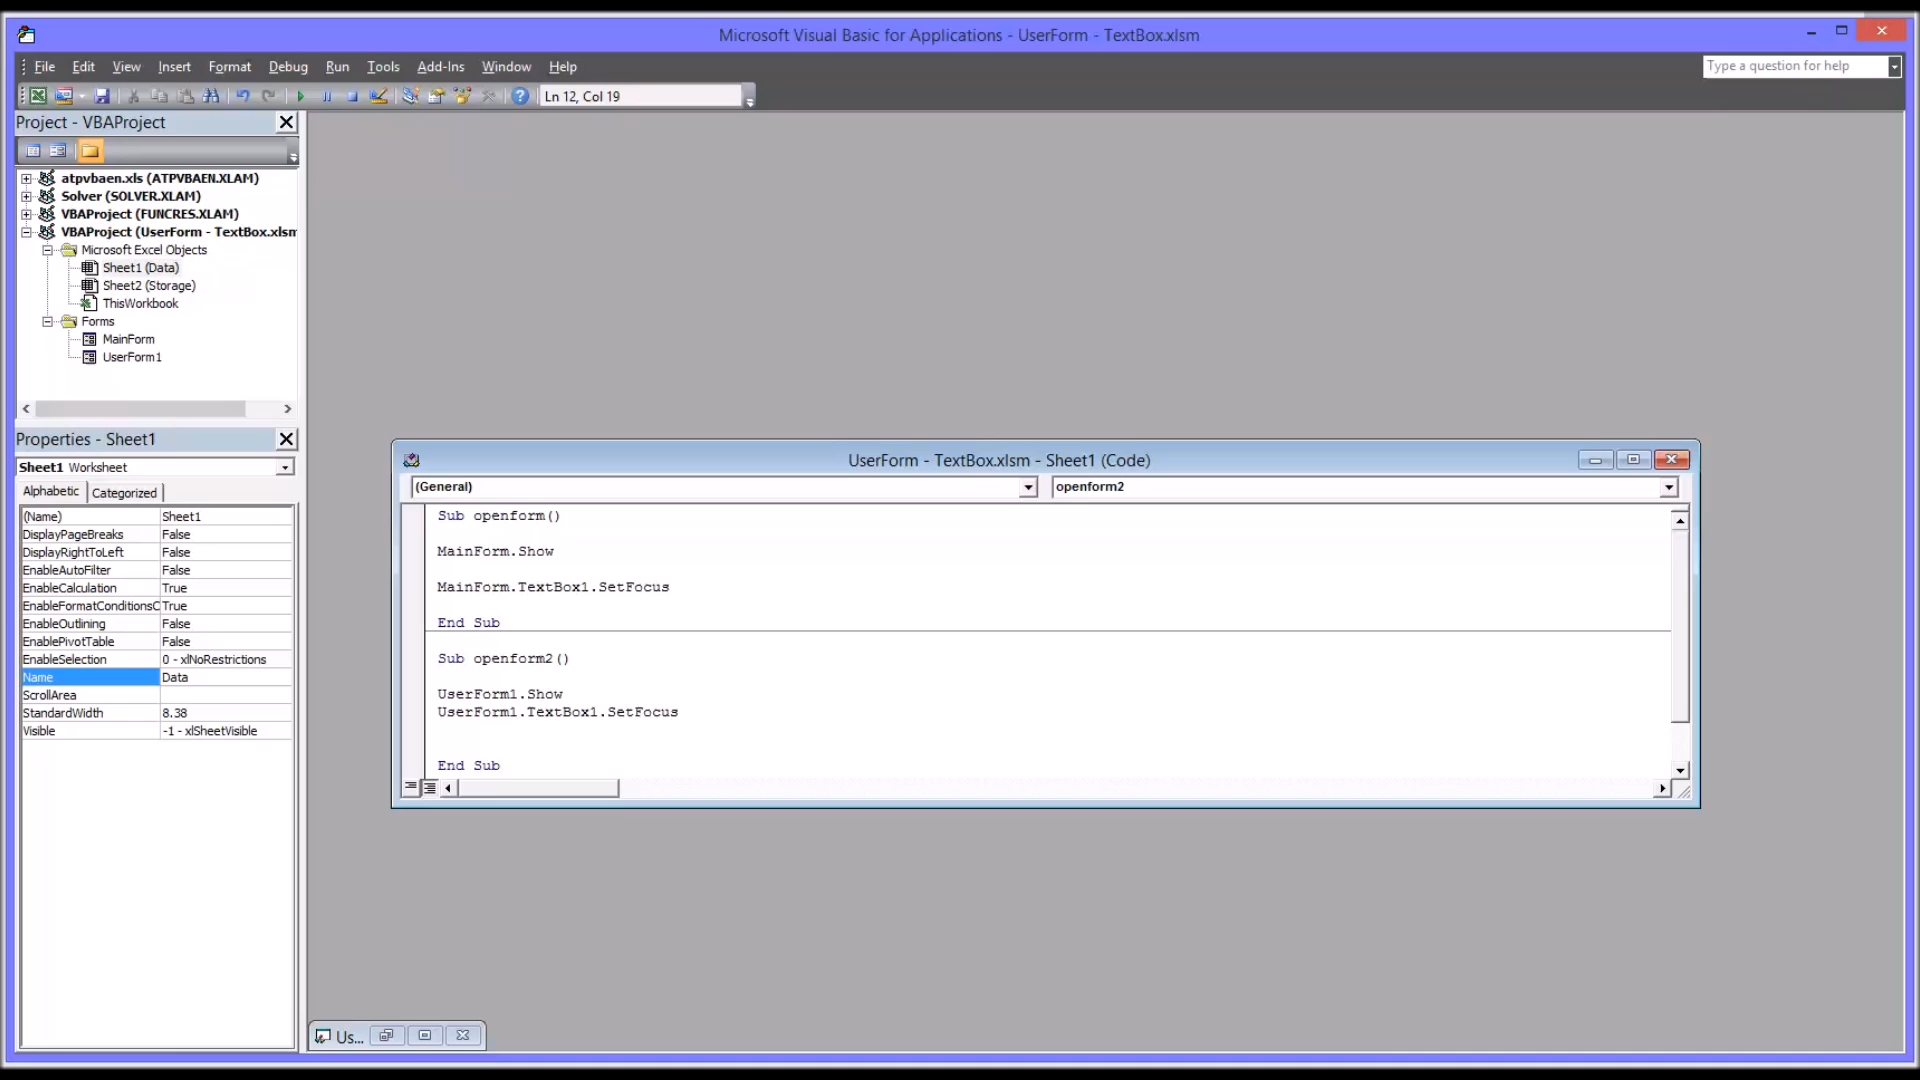 Microsoft Visual Basic for Applications - UserForm - TextBox.xlsm
File Edit View Insert Format Debug Run Tools Add-Ins Window Help
Type a question for help
Ln 12, Col 19
Project - VBAProject
atpvbaen.xls (ATPVBAEN.XLAM)
Solver (SOLVER.XLAM)
VBAProject (FUNCRES.XLAM)
VBAProject (UserForm - TextBox.xlsm
Microsoft Excel Objects
Sheet1 (Data)
Sheet2 (Storage)
ThisWorkbook
Forms
MainForm
UserForm1
Properties - Sheet1
Sheet1 Worksheet
Alphabetic Categorized
(Name) Sheet1
DisplayPageBreaks False
DisplayRightToLeft False
EnableAutoFilter False
EnableCalculation True
EnableFormatConditionsC True
EnableOutlining False
EnablePivotTable False
EnableSelection 0 - xlNoRestrictions
Name Data
ScrollArea
StandardWidth 8.38
Visible -1 - xlSheetVisible
UserForm - TextBox.xlsm - Sheet1 (Code)
(General) openform2
Sub openform()
MainForm.Show
MainForm.TextBox1.SetFocus
End Sub
Sub openform2()
UserForm1.Show
UserForm1.TextBox1.SetFocus
End Sub
Us...